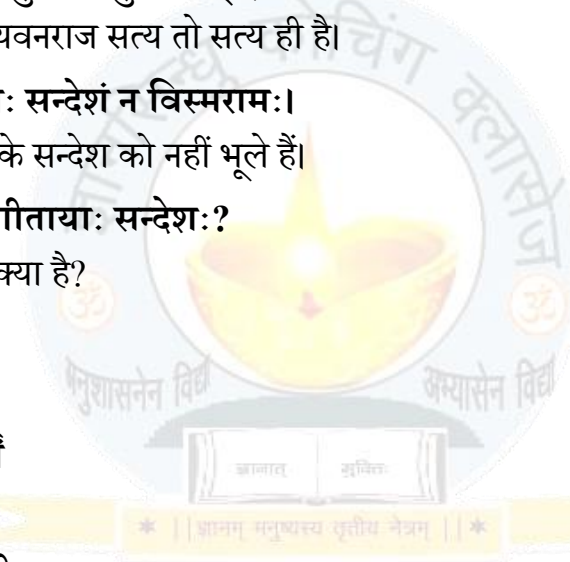 यवनराज सत्य तो सत्य ही है।
: सन्देशं न विस्मरामः।
के सन्देश को नहीं भूले हैं।
गीतायाः सन्देशः?
क्या है?
कोचिंग क्लासेज
अनुशासनेन विद्या
अभ्यासेन विद्या
ॐ
ॐ
ज्ञानात् मुक्तिः
* ||ज्ञानम् मनुष्यस्य तृतीय नेत्रम् || *